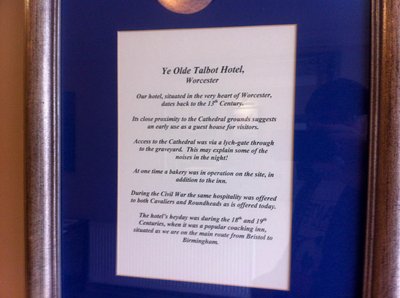 Ye Olde Talbot Hotel,
Worcester
Our hotel, situated in the very heart of Worcester,
dates back to the 13th Century.
Its close proximity to the Cathedral grounds suggests
an early use as a guest house for visitors.
Access to the Cathedral was via a lych-gate through
to the graveyard. This may explain some of the
noises in the night!
At one time a bakery was in operation on the site, in
addition to the inn.
During the Civil War the same hospitality was offered
to both Cavaliers and Roundheads as is offered today.
The hotel's heyday was during the 18th and 19th
Centuries, when it was a popular coaching inn,
situated as we are on the main route from Bristol to
Birmingham.